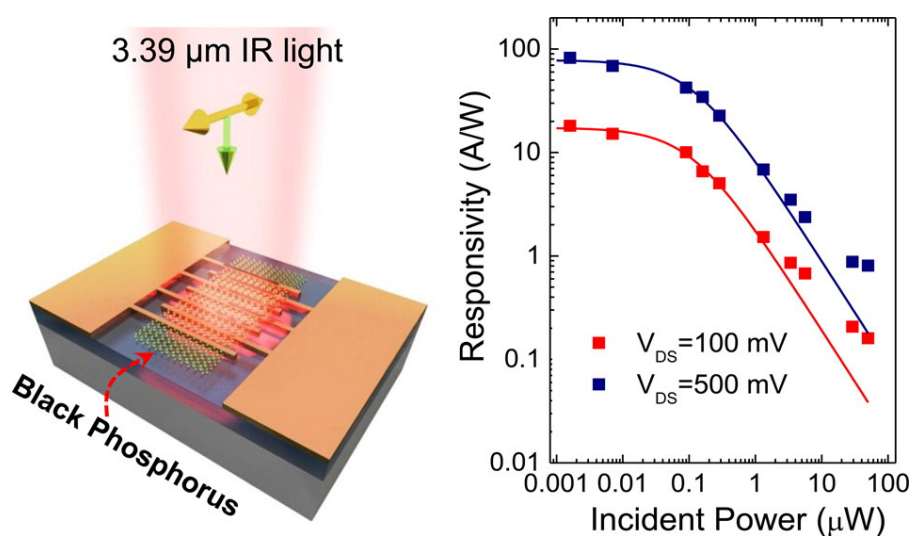 3.39 µm IR light
Black Phosphorus
Responsivity (A/W)
100
10
1
0.1
0.01
V_DS=100 mV
V_DS=500 mV
0.001 0.01 0.1 1 10 100
Incident Power (µW)